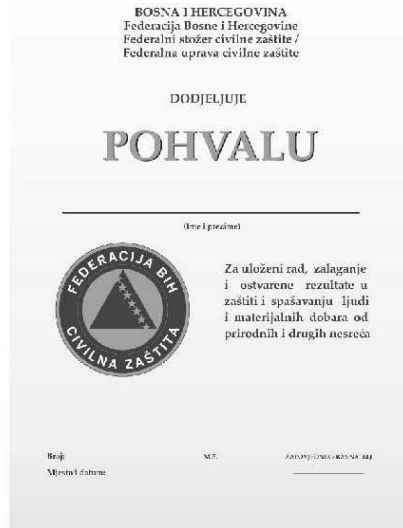 BOSNA I HERCEGOVINA
Federacija Bosne i Hercegovine
Federalni stožer civilne zaštite /
Federalna uprava civilne zaštite
DODJELJUJE
POHVALU
(Ime i prezime)
FEDERACIJA BIH
CIVILNA ZAŠTITA
Za uloženi rad, zalaganje
i ostvarene rezultate u
zaštiti i spašavanju ljudi
i materijalnih dobara od
prirodnih i drugih nesreća
Broj:
M.P.
Mjesto i datum: